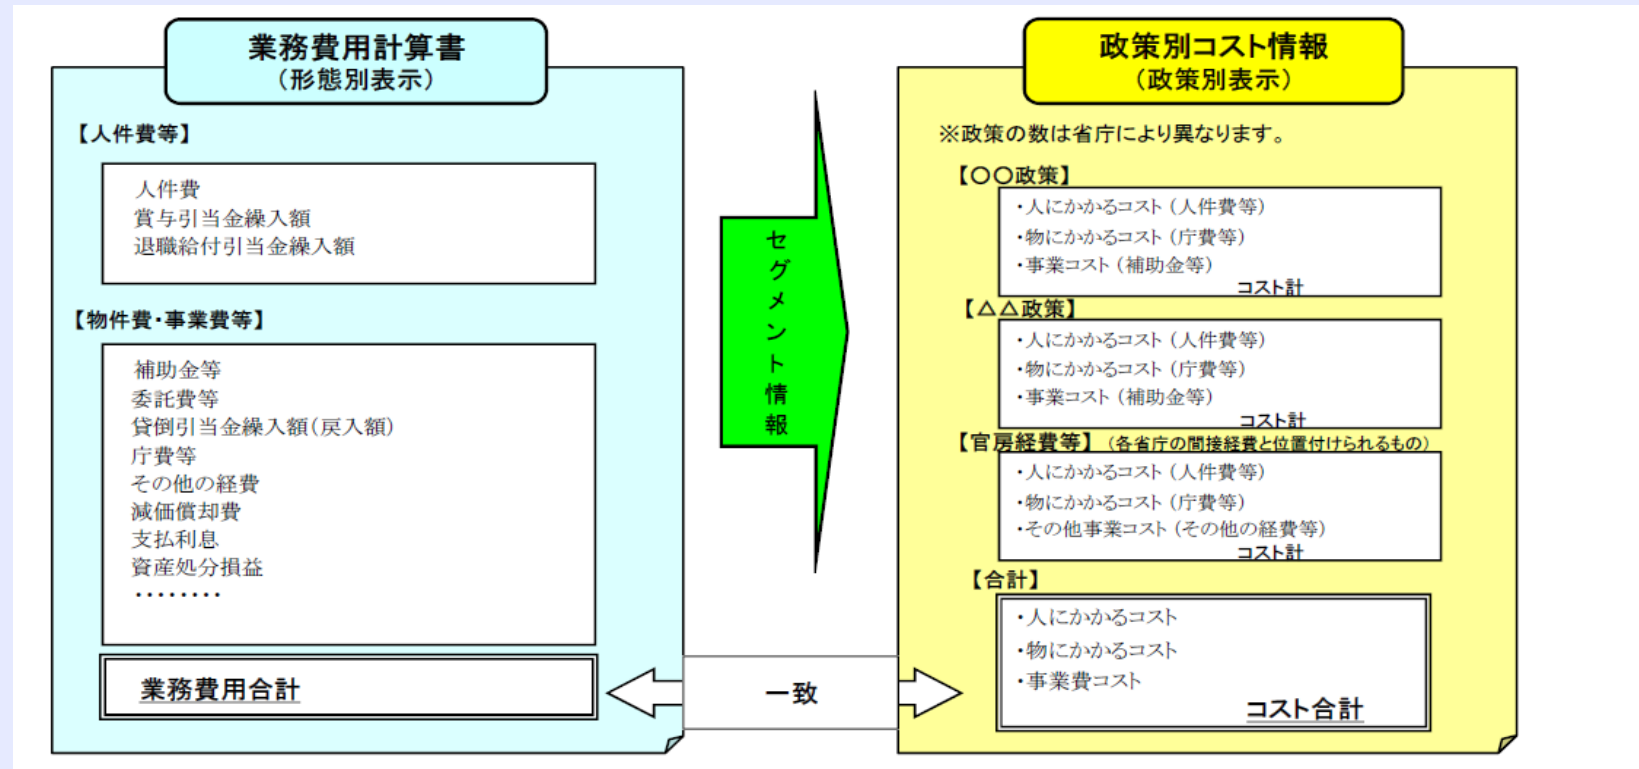 業務費用計算書
（形態別表示）
【人件費等】
人件費
賞与引当金繰入額
退職給付引当金繰入額
【物件費・事業費等】
補助金等
委託費等
貸倒引当金繰入額（戻入額）
庁費等
その他の経費
減価償却費
支払利息
資産処分損益
・・・・・・・・
業務費用合計
セグメント情報
一致
政策別コスト情報
（政策別表示）
※政策の数は省庁により異なります。
【〇〇政策】
・人にかかるコスト（人件費等）
・物にかかるコスト（庁費等）
・事業コスト（補助金等）
コスト計
【△△政策】
・人にかかるコスト（人件費等）
・物にかかるコスト（庁費等）
・事業コスト（補助金等）
コスト計
【官房経費等】（各省庁の間接経費と位置付けられるもの）
・人にかかるコスト（人件費等）
・物にかかるコスト（庁費等）
・その他事業コスト（その他の経費等）
コスト計
【合計】
・人にかかるコスト
・物にかかるコスト
・事業費コスト
コスト合計